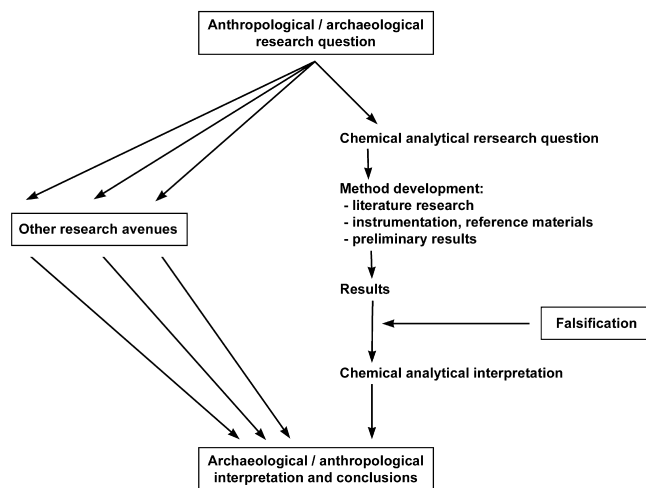 Anthropological / archaeological
research question
Chemical analytical rersearch question
Method development:
- literature research
- instrumentation, reference materials
- preliminary results
Other research avenues
Results
Falsification
Chemical analytical interpretation
Archaeological / anthropological
interpretation and conclusions